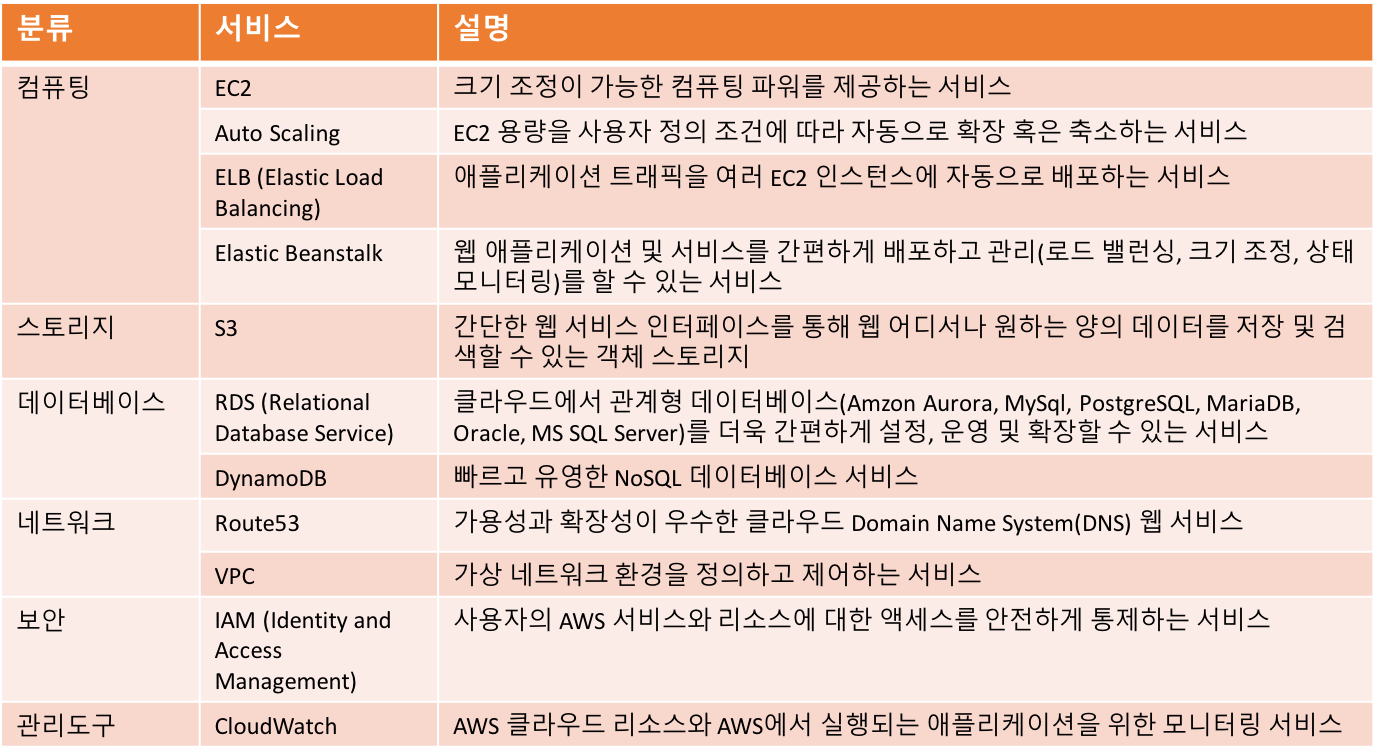 분류 서비스 설명
컴퓨팅 EC2 크기 조정이 가능한 컴퓨팅 파워를 제공하는 서비스
Auto Scaling EC2 용량을 사용자 정의 조건에 따라 자동으로 확장 혹은 축소하는 서비스
ELB (Elastic Load
Balancing)
애플리케이션 트래픽을 여러 EC2 인스턴스에 자동으로 배포하는 서비스
Elastic Beanstalk
웹 애플리케이션 및 서비스를 간편하게 배포하고 관리(로드 밸런싱, 크기 조정, 상태
모니터링)를 할 수 있는 서비스
스토리지 S3
간단한 웹 서비스 인터페이스를 통해 웹 어디서나 원하는 양의 데이터를 저장 및 검
색할 수 있는 객체 스토리지
데이터베이스
RDS (Relational
Database Service)
클라우드에서 관계형 데이터베이스(Amzon Aurora, MySql, PostgreSQL, MariaDB,
Oracle, MS SQL Server)를 더욱 간편하게 설정, 운영 및 확장할 수 있는 서비스
DynamoDB 빠르고 유영한 NoSQL 데이터베이스 서비스
네트워크 Route53 가용성과 확장성이 우수한 클라우드 Domain Name System(DNS) 웹 서비스
VPC 가상 네트워크 환경을 정의하고 제어하는 서비스
보안
IAM (Identity and
Access
Management)
사용자의 AWS 서비스와 리소스에 대한 액세스를 안전하게 통제하는 서비스
관리도구 CloudWatch AWS 클라우드 리소스와 AWS에서 실행되는 애플리케이션을 위한 모니터링 서비스